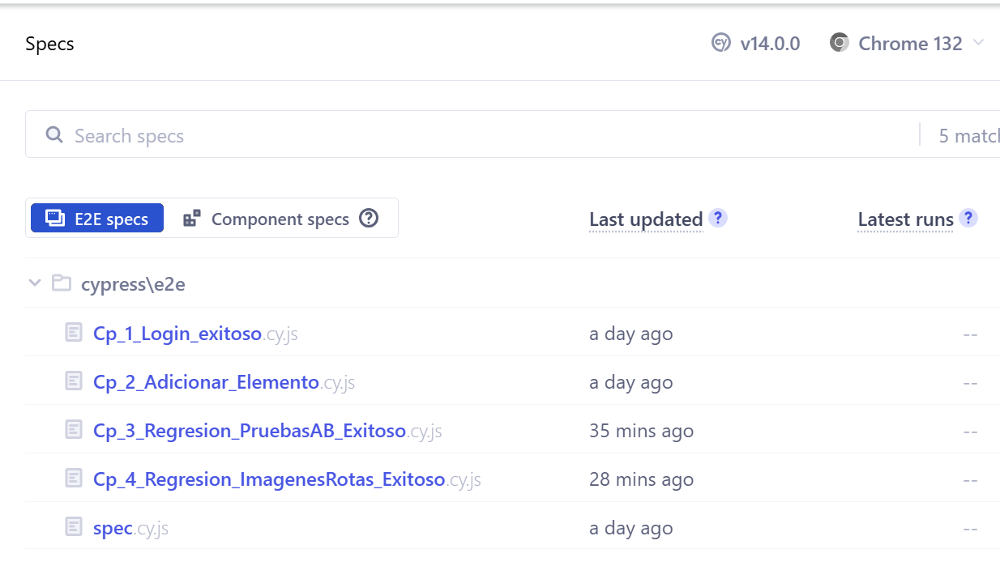 Specs
v14.0.0
Chrome 132
Search specs
5 matc
E2E specs
Component specs
Last updated
Latest runs
cypress\e2e
Cp_1_Login_exitoso.cy.js a day ago --
Cp_2_Adicionar_Elemento.cy.js a day ago --
Cp_3_Regresion_PruebasAB_Exitoso.cy.js 35 mins ago --
Cp_4_Regresion_ImagenesRotas_Exitoso.cy.js 28 mins ago --
spec.cy.js a day ago --